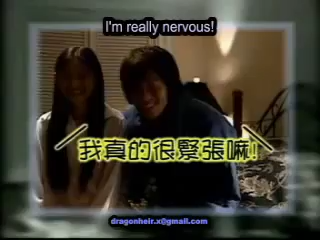 I'm really nervous!
我真的很緊張嘛!
dragonheir.x@gmail.com